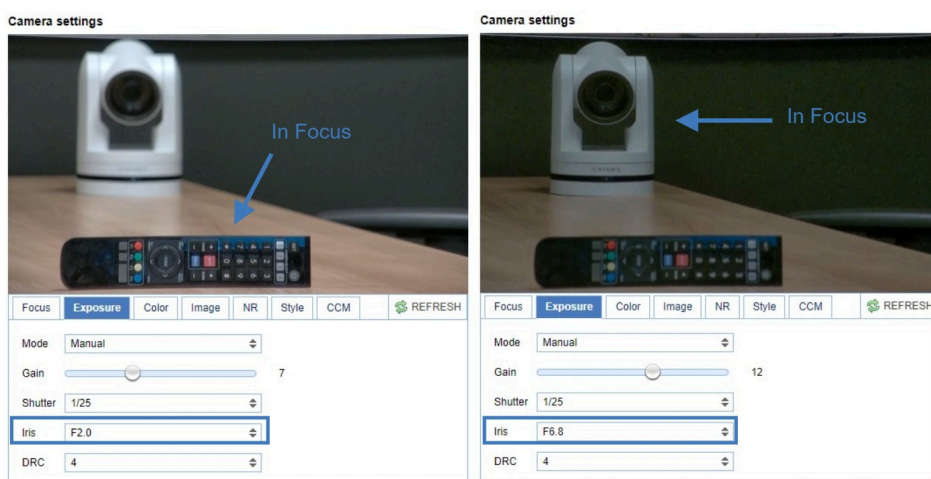 Camera settings
In Focus
Focus Exposure Color Image NR Style CCM REFRESH
Mode Manual
Gain 7
Shutter 1/25
Iris F2.0
DRC 4
Camera settings
In Focus
Focus Exposure Color Image NR Style CCM REFRESH
Mode Manual
Gain 12
Shutter 1/25
Iris F6.8
DRC 4